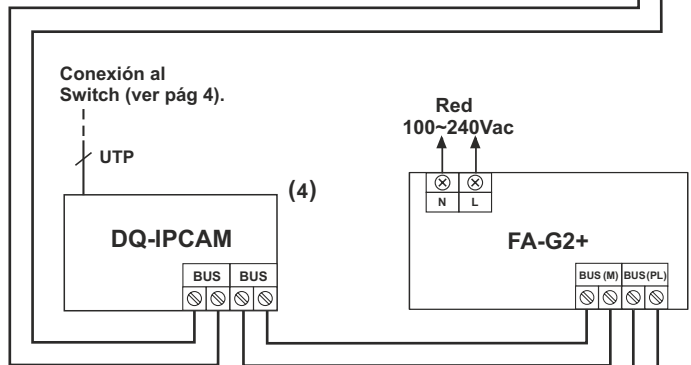 Conexión al
Switch (ver pág 4).
UTP
(4)
DQ-IPCAM
BUS BUS
Red
100~240Vac
N L
FA-G2+
BUS (M) BUS (PL)